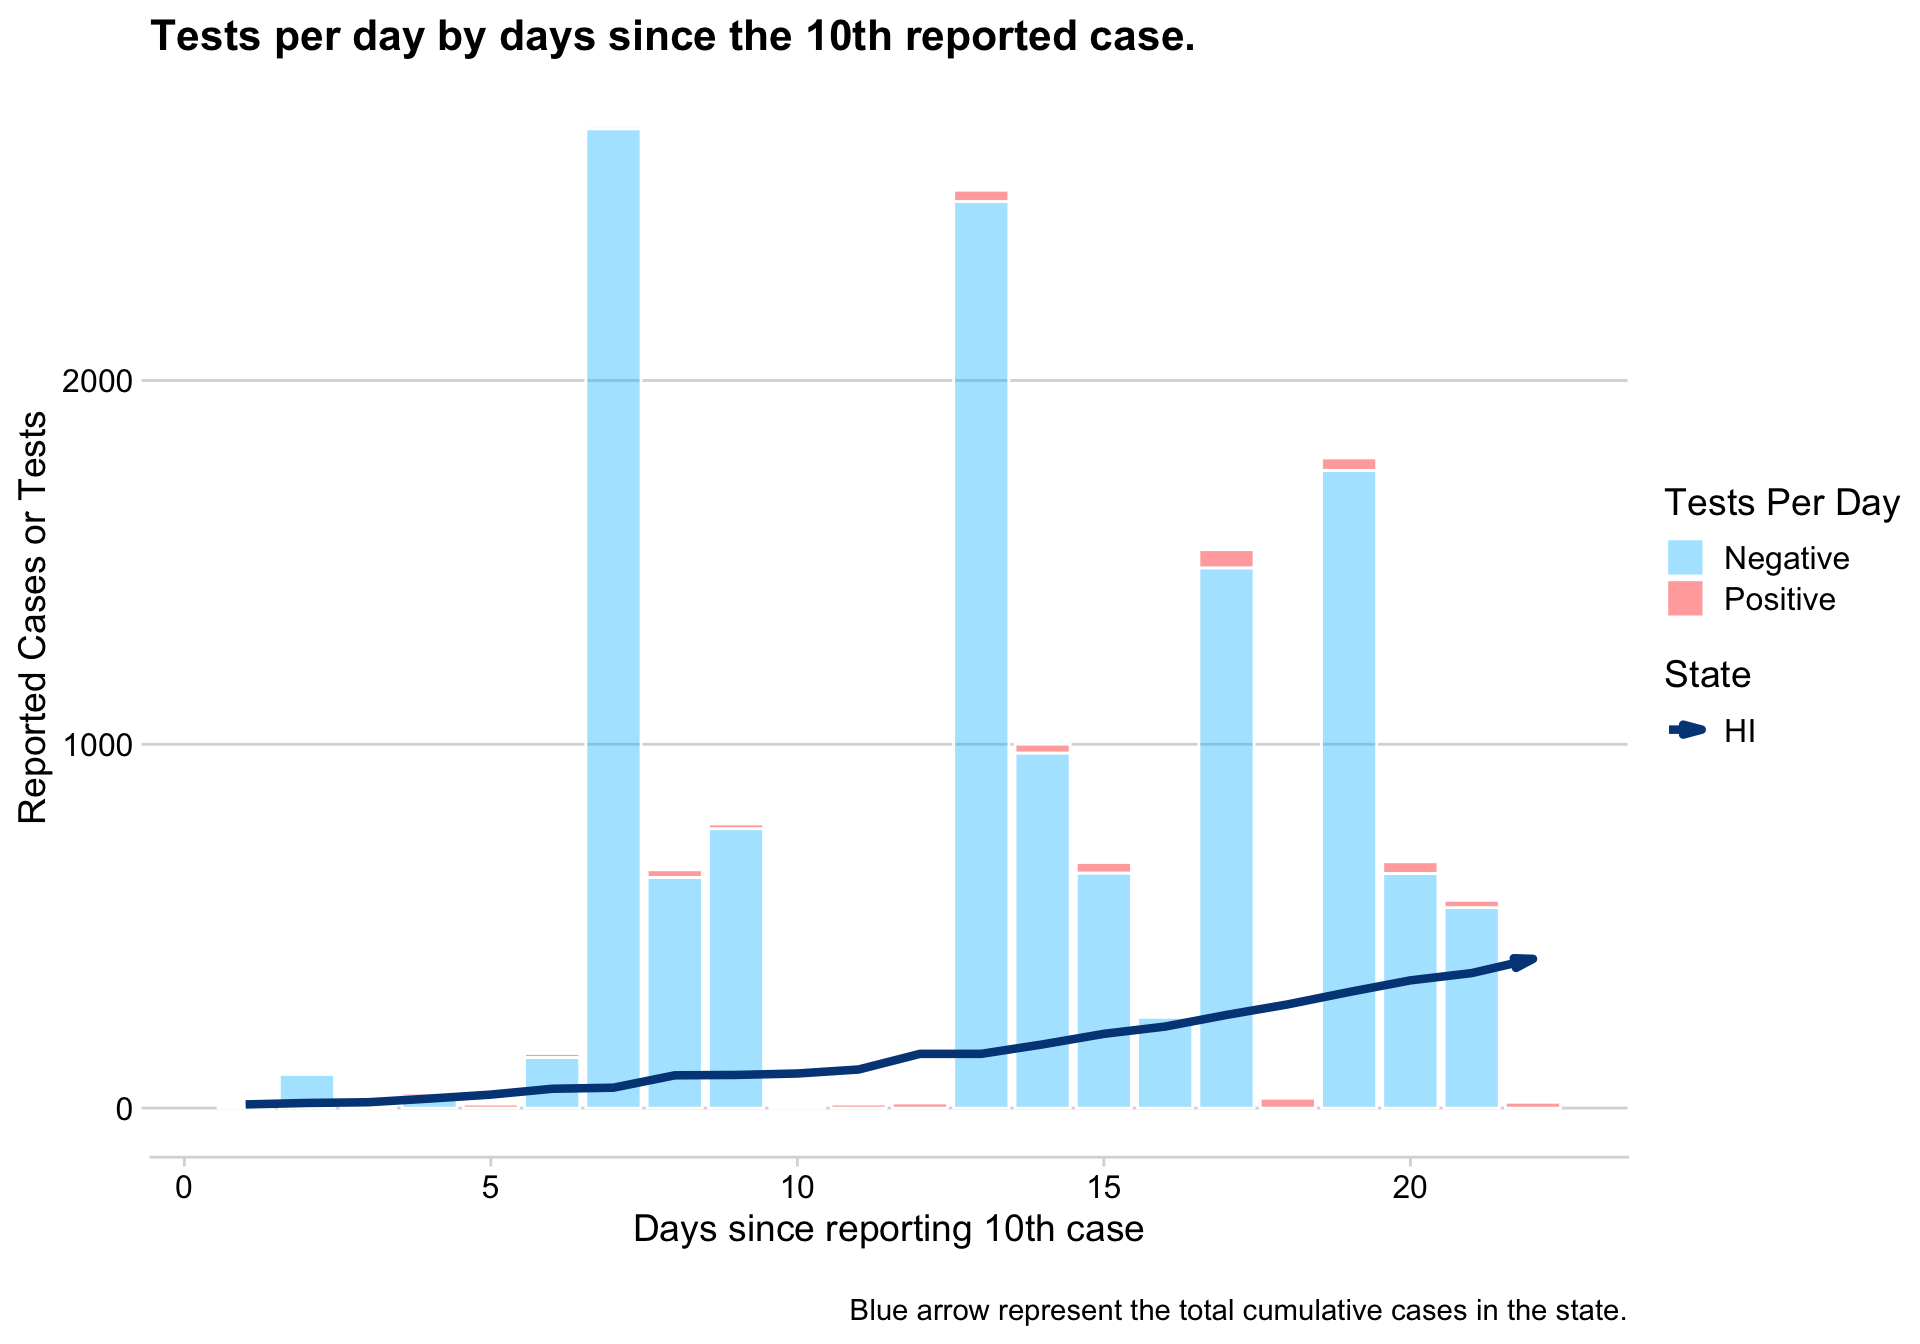 Tests per day by days since the 10th reported case.
Reported Cases or Tests
2000
1000
0
0 5 10 15 20
Days since reporting 10th case
Tests Per Day
Negative
Positive
State
HI
Blue arrow represent the total cumulative cases in the state.